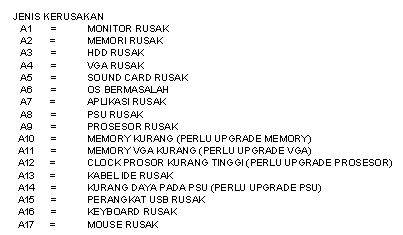 JENIS KERUSAKAN
A1 = MONITOR RUSAK
A2 = MEMORI RUSAK
A3 = HDD RUSAK
A4 = VGA RUSAK
A5 = SOUND CARD RUSAK
A6 = OS BERMASALAH
A7 = APLIKASI RUSAK
A8 = PSU RUSAK
A9 = PROSESOR RUSAK
A10 = MEMORY KURANG (PERLU UPGRADE MEMORY)
A11 = MEMORY VGA KURANG (PERLU UPGRADE VGA)
A12 = CLOCK PROSOR KURANG TINGGI (PERLU UPGRADE PROSESOR)
A13 = KABEL IDE RUSAK
A14 = KURANG DAYA PADA PSU (PERLU UPGRADE PSU)
A15 = PERANGKAT USB RUSAK
A16 = KEYBOARD RUSAK
A17 = MOUSE RUSAK